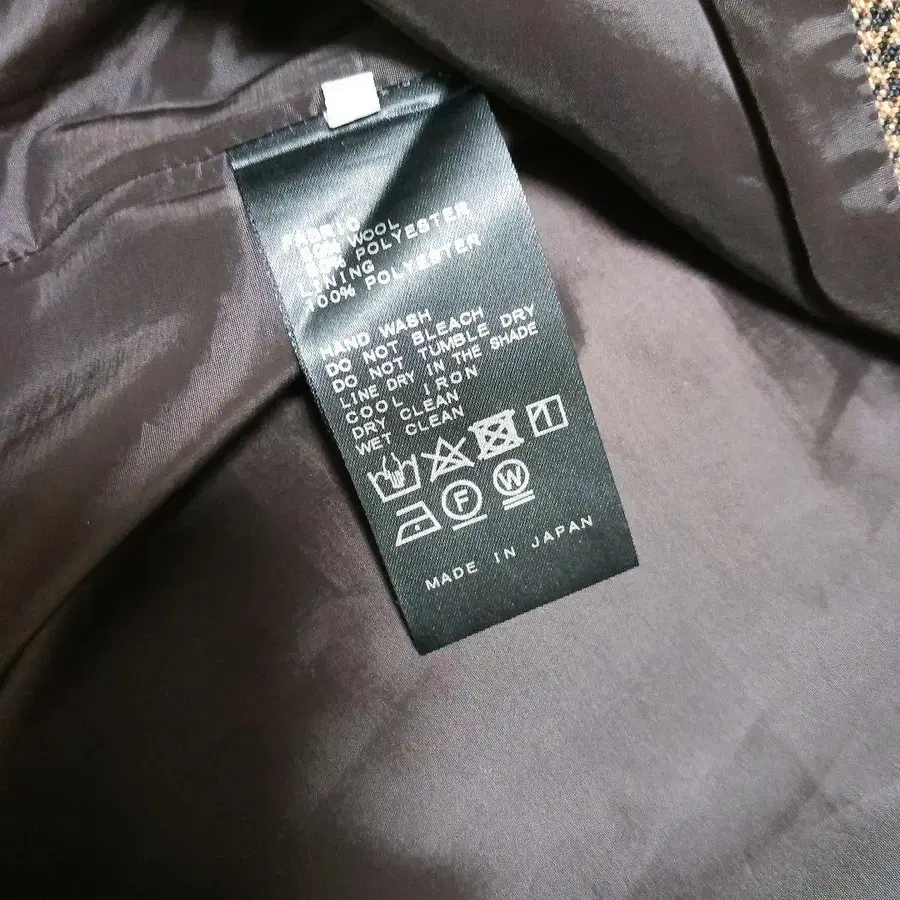 FABRIC
WOOL
POLYESTER
LINING
100% POLYESTER
HAND WASH
DO NOT BLEACH
DO NOT TUMBLE DRY
LINE DRY IN THE SHADE
COOL IRON
DRY CLEAN
WET CLEAN
F
W
MADE IN JAPAN